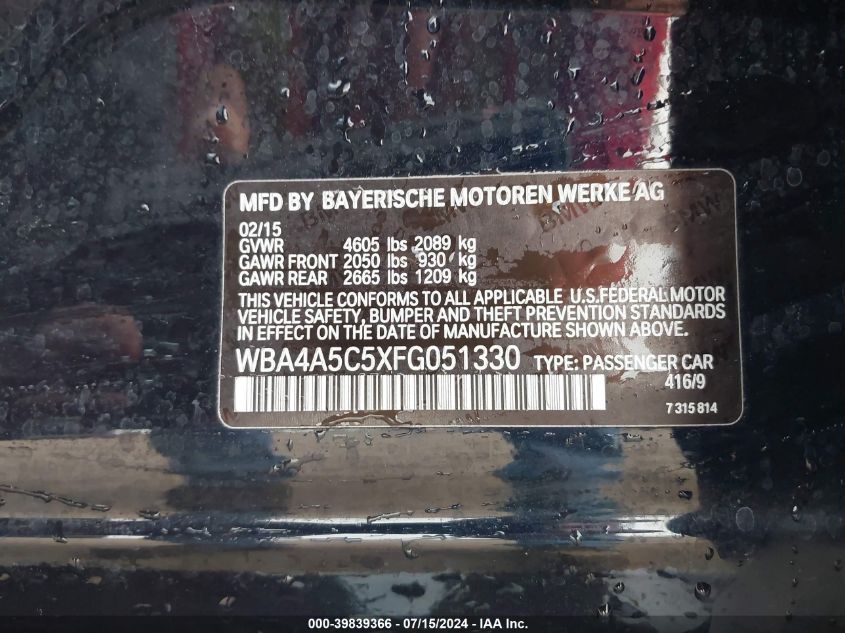 MFD BY BAYERISCHE MOTOREN WERKE AG
02/15
GVWR 4605 lbs 2089 kg
GAWR FRONT 2050 lbs 930 kg
GAWR REAR 2665 lbs 1209 kg
THIS VEHICLE CONFORMS TO ALL APPLICABLE U.S.FEDERAL MOTOR
VEHICLE SAFETY, BUMPER AND THEFT PREVENTION STANDARDS
IN EFFECT ON THE DATE OF MANUFACTURE SHOWN ABOVE.
WBA4A5C5XFG051330 TYPE: PASSENGER CAR
416/9
7 315 814
000-39839366 - 07/15/2024 - IAA Inc.